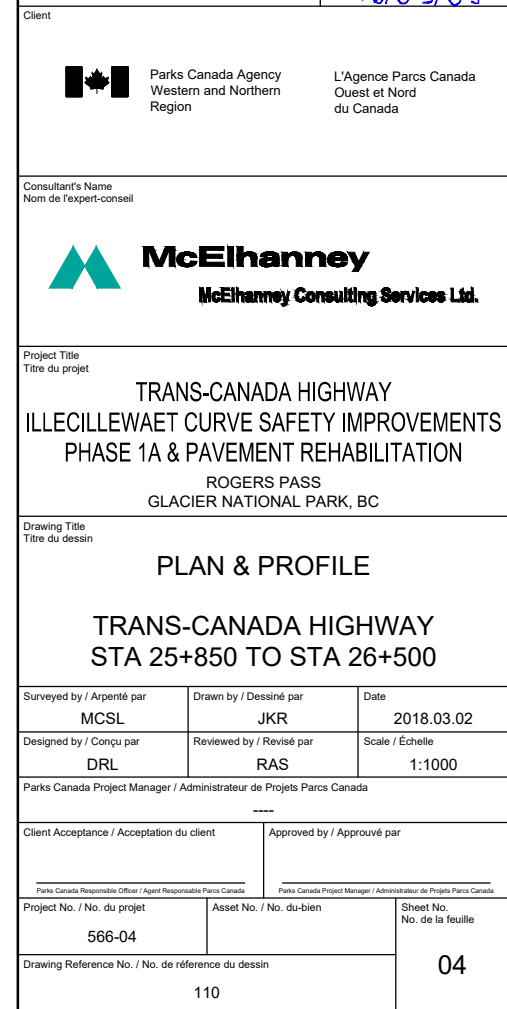 Client
Parks Canada Agency
Western and Northern
Region
L'Agence Parcs Canada
Ouest et Nord
du Canada
Consultant's Name
Nom de l'expert-conseil
McElhanney
McElhanney Consulting Services Ltd.
Project Title
Titre du projet
TRANS-CANADA HIGHWAY
ILLECILLEWAET CURVE SAFETY IMPROVEMENTS
PHASE 1A & PAVEMENT REHABILITATION
ROGERS PASS
GLACIER NATIONAL PARK, BC
Drawing Title
Titre du dessin
PLAN & PROFILE
TRANS-CANADA HIGHWAY
STA 25+850 TO STA 26+500
Surveyed by / Arpenté par
MCSL
Drawn by / Dessiné par
JKR
Date
2018.03.02
Designed by / Conçu par
DRL
Reviewed by / Revisé par
RAS
Scale / Échelle
1:1000
Parks Canada Project Manager / Administrateur de Projets Parcs Canada
----
Client Acceptance / Acceptation du client
Parks Canada Responsible Officer / Agent Responsable Parcs Canada
Approved by / Approuvé par
Parks Canada Project Manager / Administrateur de Projets Parcs Canada
Project No. / No. du projet
566-04
Asset No. / No. du-bien
Sheet No.
No. de la feuille
04
Drawing Reference No. / No. de réference du dessin
110